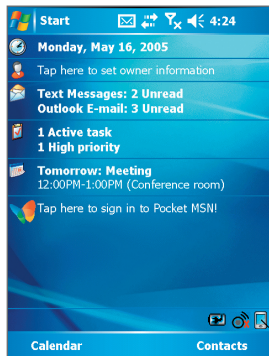 Start 4:24
Monday, May 16, 2005
Tap here to set owner information
Text Messages: 2 Unread
Outlook E-mail: 3 Unread
1 Active task
1 High priority
Tomorrow: Meeting
12:00PM-1:00PM (Conference room)
Tap here to sign in to Pocket MSN!
Calendar Contacts